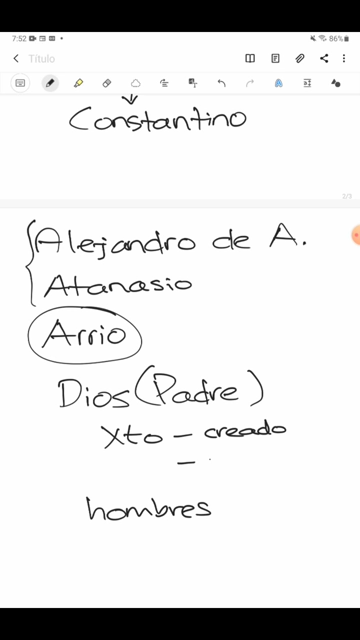 7:52 86%
Título
Constantino
2/3
Alejandro de A.
Atanasio
Arrio
Dios (Padre)
Xto - creado
-
hombres